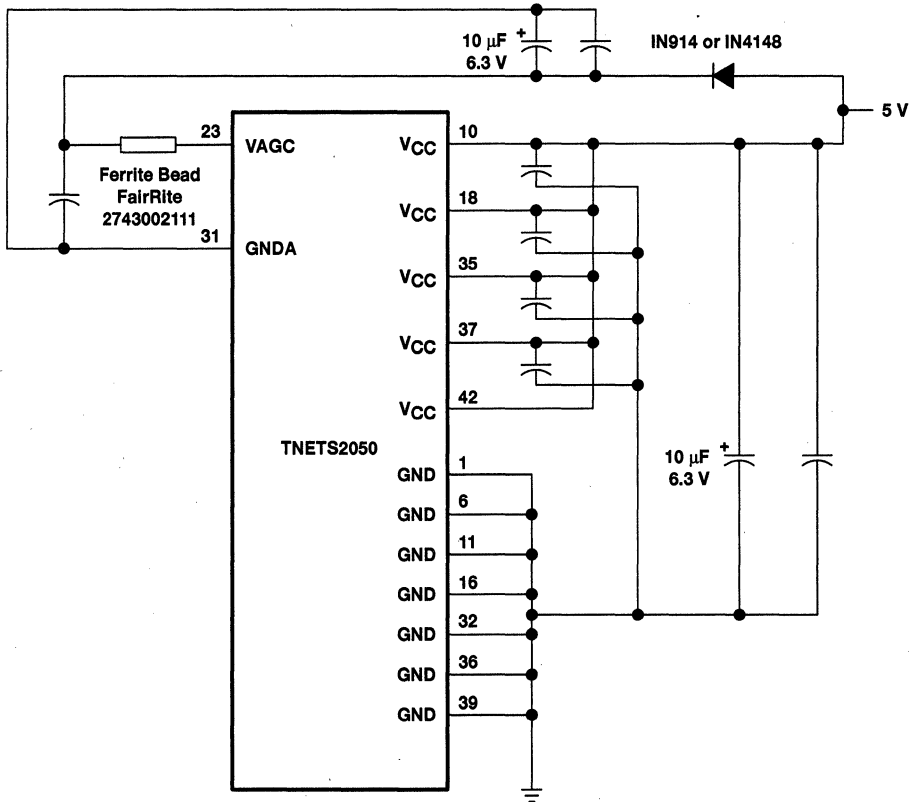 10 μF +
6.3 V
IN914 or IN4148
5 V
23
VAGC
Ferrite Bead
FairRite
2743002111
31
GNDA
VCC
10
VCC
18
VCC
35
VCC
37
VCC
42
TNETS2050
10 μF +
6.3 V
GND
1
GND
6
GND
11
GND
16
GND
32
GND
36
GND
39